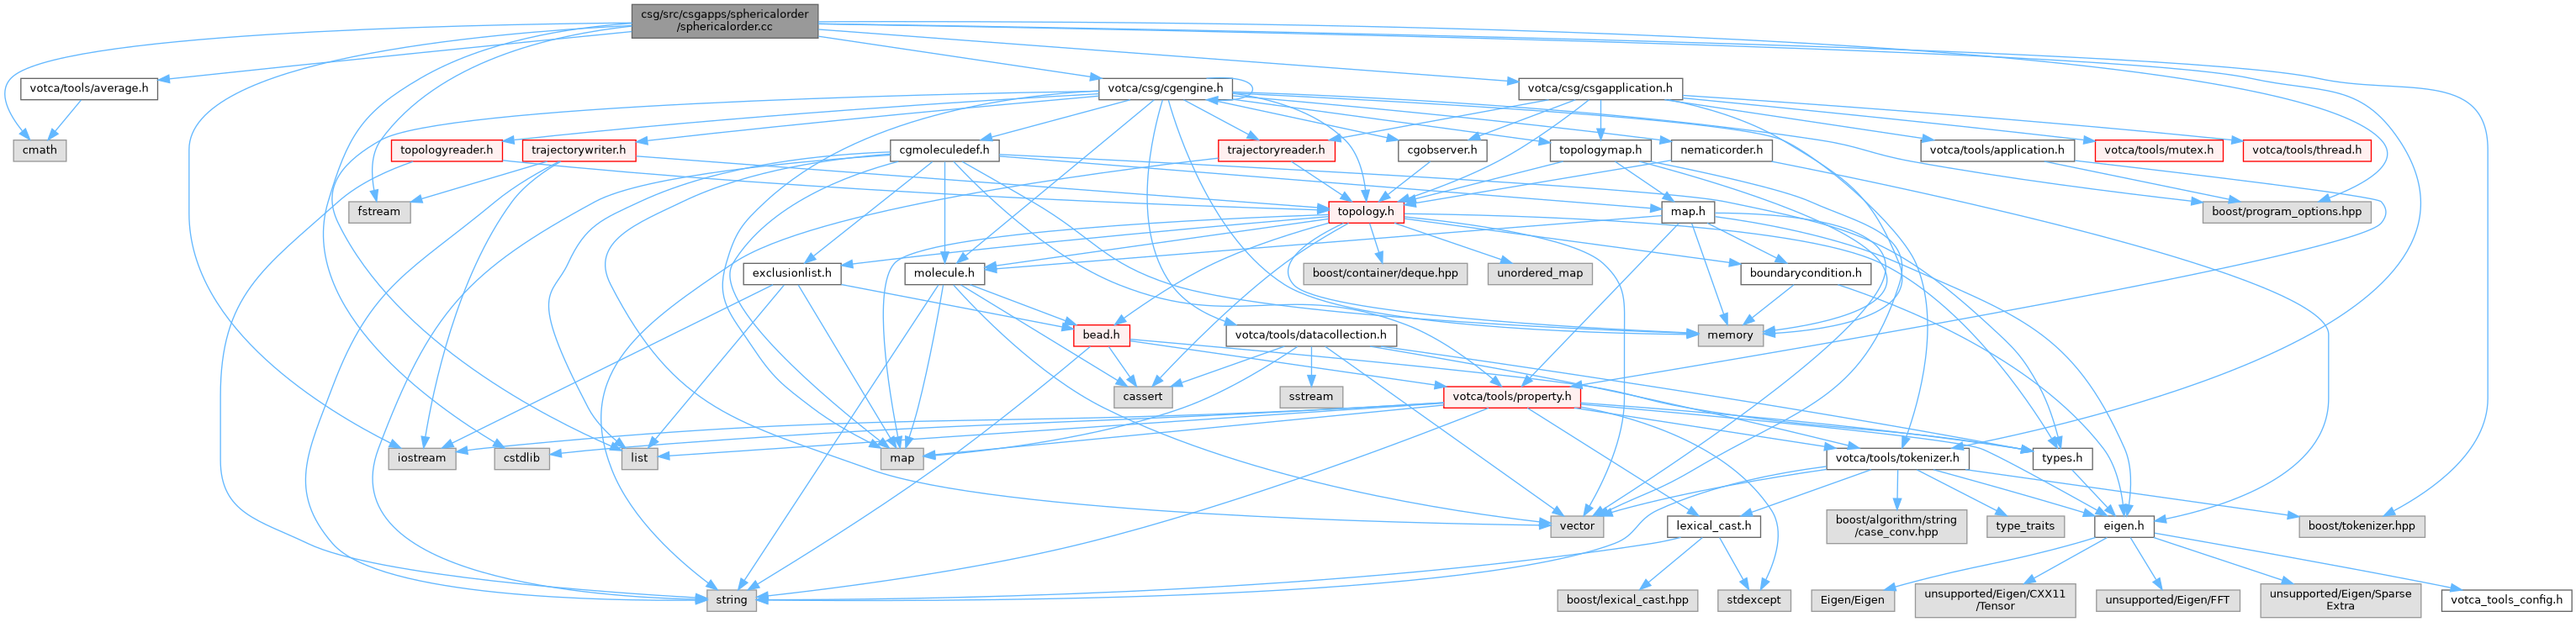 csg/src/csgapps/sphericalorder
/sphericalorder.cc
votca/tools/average.h
votca/csg/cgengine.h
votca/csg/csgapplication.h
cmath
topologyreader.h
trajectorywriter.h
cgmoleculedef.h
trajectoryreader.h
cgobserver.h
topologymap.h
nematicorder.h
votca/tools/application.h
votca/tools/mutex.h
votca/tools/thread.h
fstream
topology.h
map.h
boost/program_options.hpp
exclusionlist.h
molecule.h
boost/container/deque.hpp
unordered_map
boundarycondition.h
bead.h
votca/tools/datacollection.h
memory
cassert
sstream
votca/tools/property.h
iostream
cstdlib
list
map
votca/tools/tokenizer.h
types.h
vector
lexical_cast.h
boost/algorithm/string
/case_conv.hpp
type_traits
eigen.h
boost/tokenizer.hpp
string
boost/lexical_cast.hpp
stdexcept
Eigen/Eigen
unsupported/Eigen/CXX11
/Tensor
unsupported/Eigen/FFT
unsupported/Eigen/Sparse
Extra
votca_tools_config.h